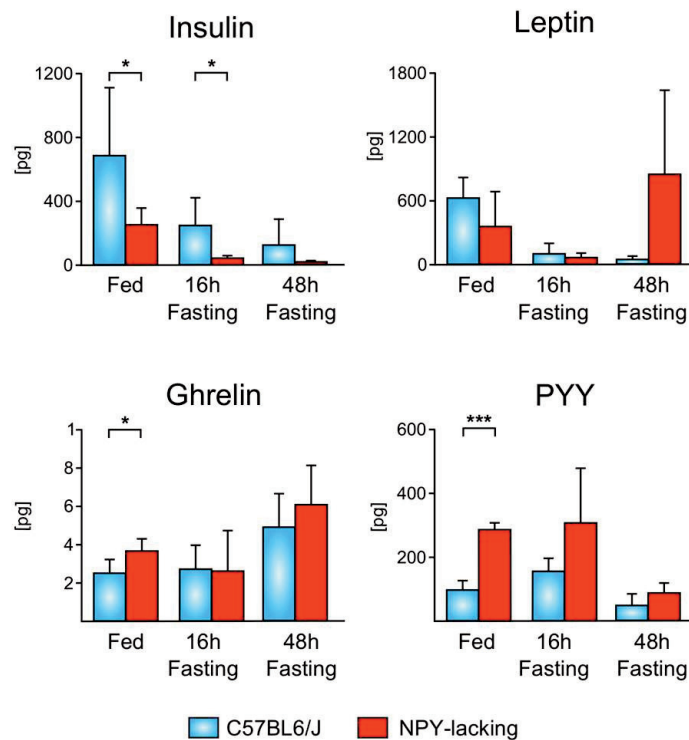 Insulin
Leptin
* *
1200
800
400
0
[pg]
Fed 16h 48h
Fasting Fasting
1800
1200
600
0
[pg]
Fed 16h 48h
Fasting Fasting
Ghrelin
PYY
*
1
6
4
2
[pg]
Fed 16h 48h
Fasting Fasting
***
600
400
200
[pg]
Fed 16h 48h
Fasting Fasting
C57BL6/J NPY-lacking